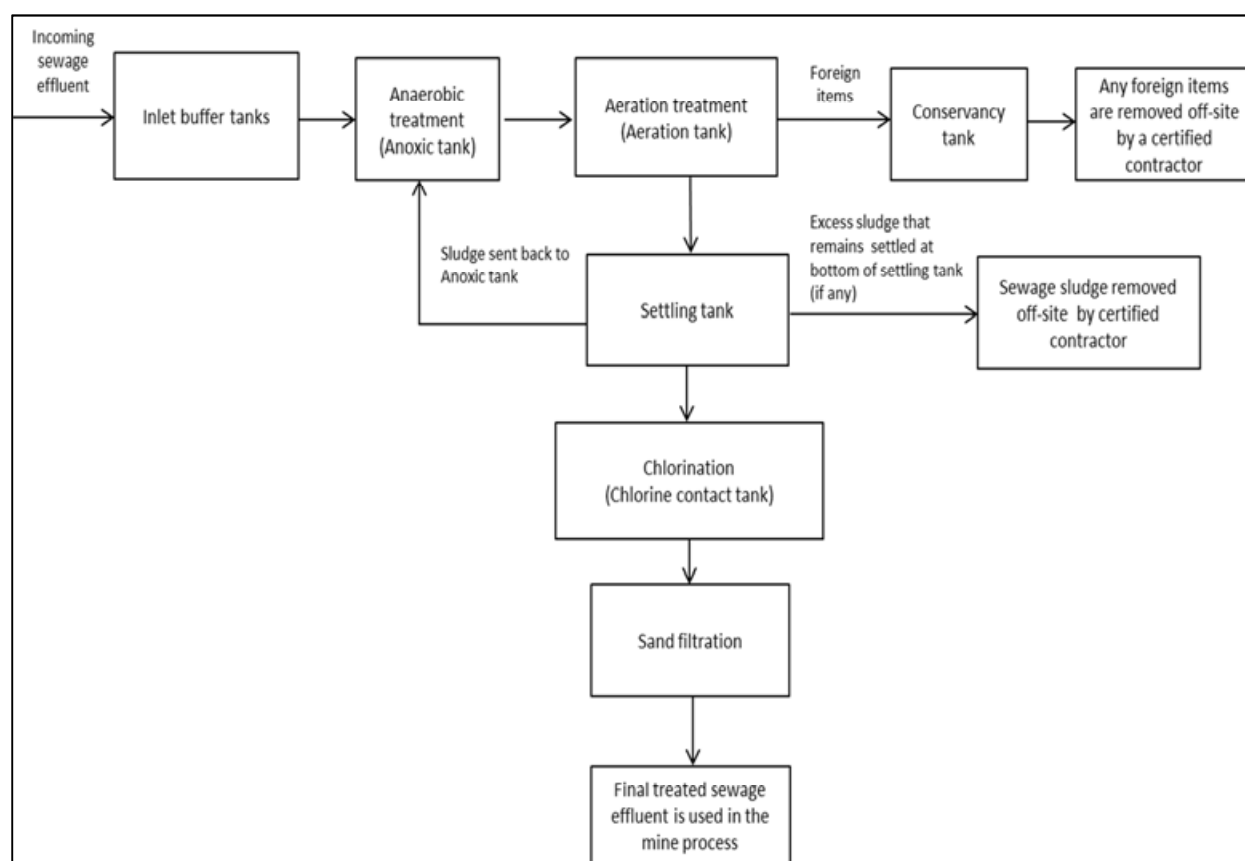 Incoming
sewage
effluent
Inlet buffer tanks
Anaerobic
treatment
(Anoxic tank)
Aeration treatment
(Aeration tank)
Foreign
items
Conservancy
tank
Any foreign items
are removed off-site
by a certified
contractor
Sludge sent back to
Anoxic tank
Settling tank
Excess sludge that
remains settled at
bottom of settling tank
(if any)
Sewage sludge removed
off-site by certified
contractor
Chlorination
(Chlorine contact tank)
Sand filtration
Final treated sewage
effluent is used in the
mine process